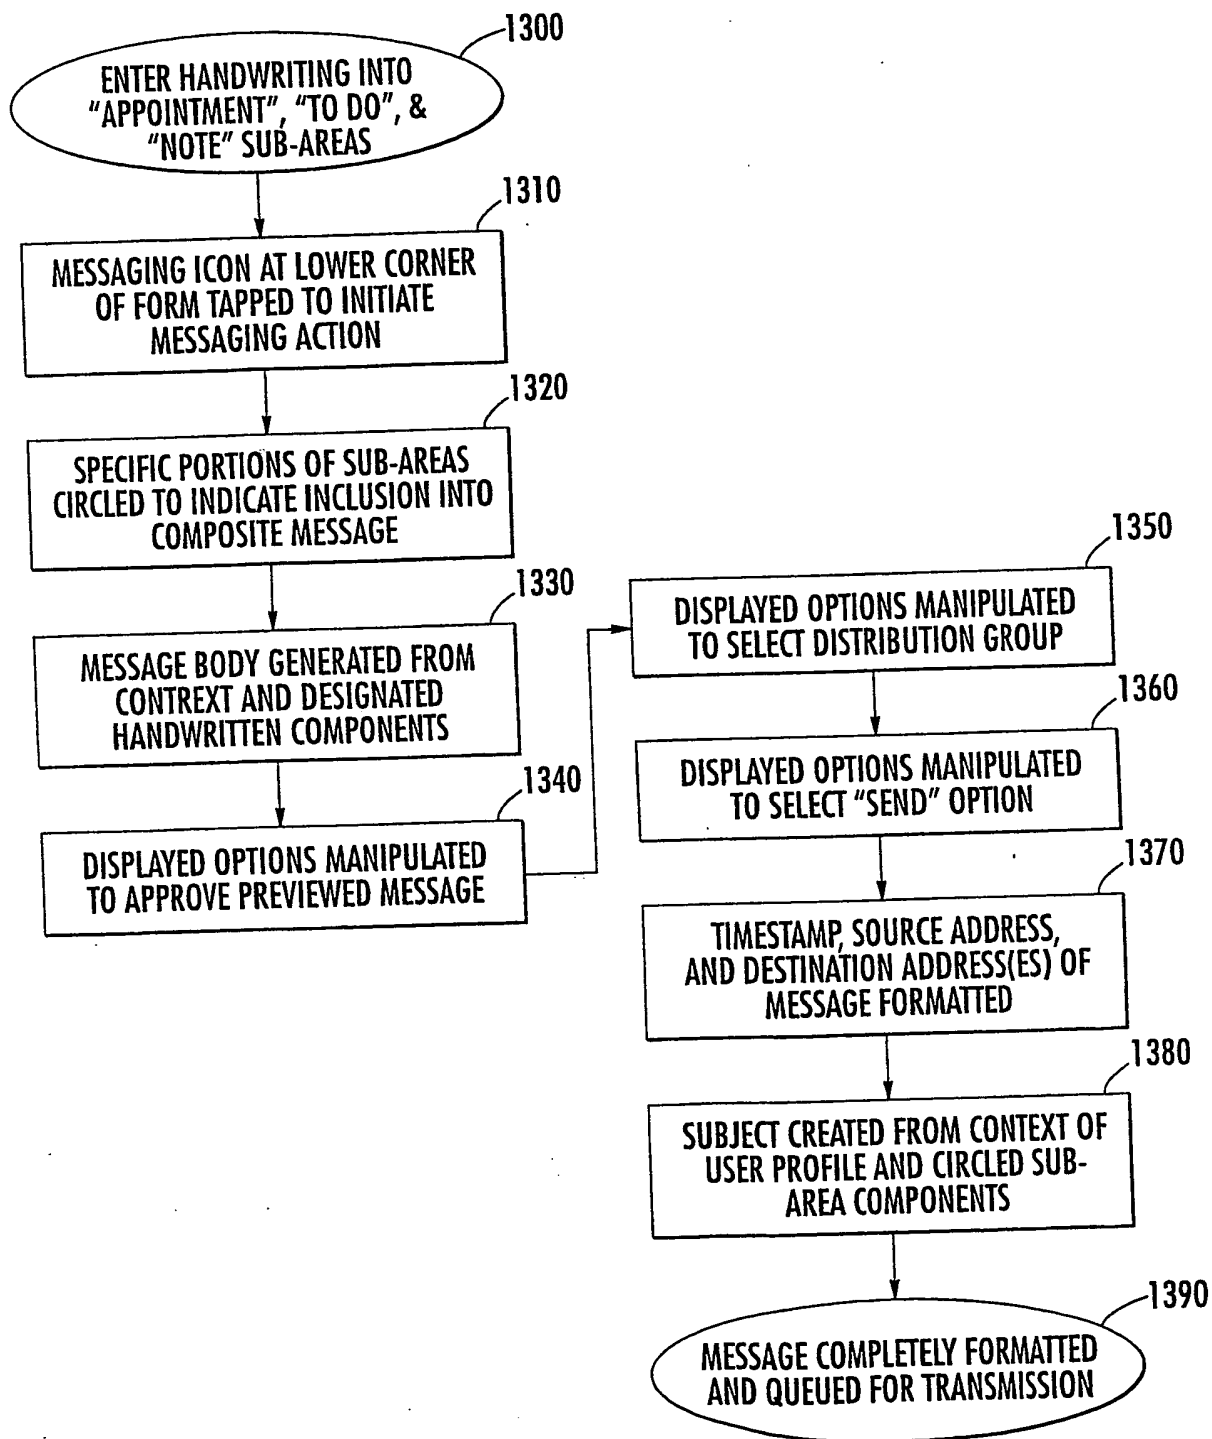 1300
ENTER HANDWRITING INTO
“APPOINTMENT”, “TO DO”, &
“NOTE” SUB-AREAS
1310
MESSAGING ICON AT LOWER CORNER
OF FORM TAPPED TO INITIATE
MESSAGING ACTION
1320
SPECIFIC PORTIONS OF SUB-AREAS
CIRCLED TO INDICATE INCLUSION INTO
COMPOSITE MESSAGE
1330
MESSAGE BODY GENERATED FROM
CONTREXT AND DESIGNATED
HANDWRITTEN COMPONENTS
1340
DISPLAYED OPTIONS MANIPULATED
TO APPROVE PREVIEWED MESSAGE
1350
DISPLAYED OPTIONS MANIPULATED
TO SELECT DISTRIBUTION GROUP
1360
DISPLAYED OPTIONS MANIPULATED
TO SELECT “SEND” OPTION
1370
TIMESTAMP, SOURCE ADDRESS,
AND DESTINATION ADDRESS(ES) OF
MESSAGE FORMATTED
1380
SUBJECT CREATED FROM CONTEXT OF
USER PROFILE AND CIRCLED SUB-
AREA COMPONENTS
1390
MESSAGE COMPLETELY FORMATTED
AND QUEUED FOR TRANSMISSION